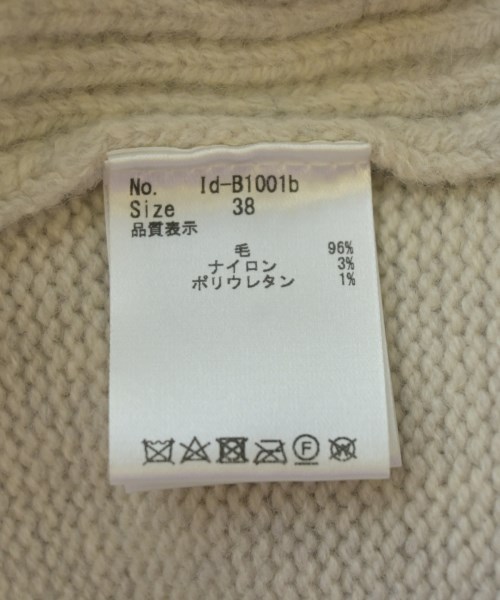 No. Id-B1001b
Size 38
品質表示
毛 96%
ナイロン 3%
ポリウレタン 1%
F W